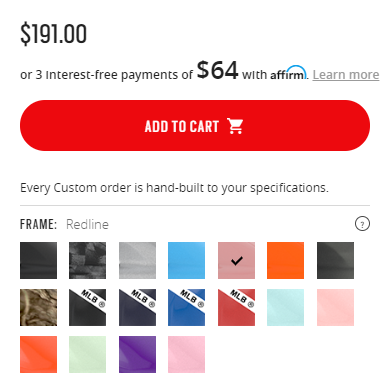 $191.00
or 3 interest-free payments of $64 with affirm. Learn more
ADD TO CART
Every Custom order is hand-built to your specifications.
FRAME: Redline ?
MLB ® MLB ® MLB ® MLB ®